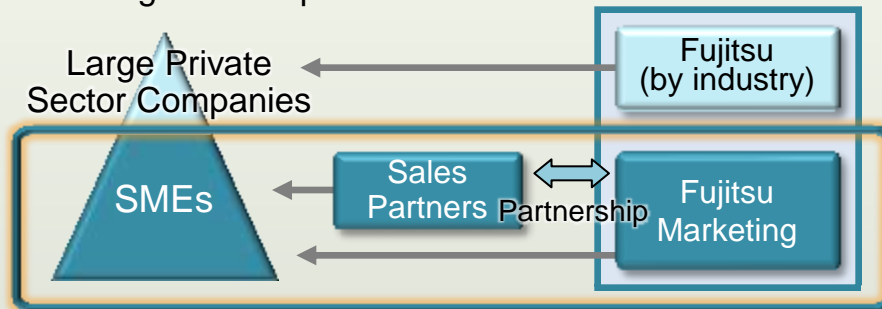 Large Private
Sector Companies
Fujitsu
(by industry)
SMEs
Sales
Partners
Partnership
Fujitsu
Marketing